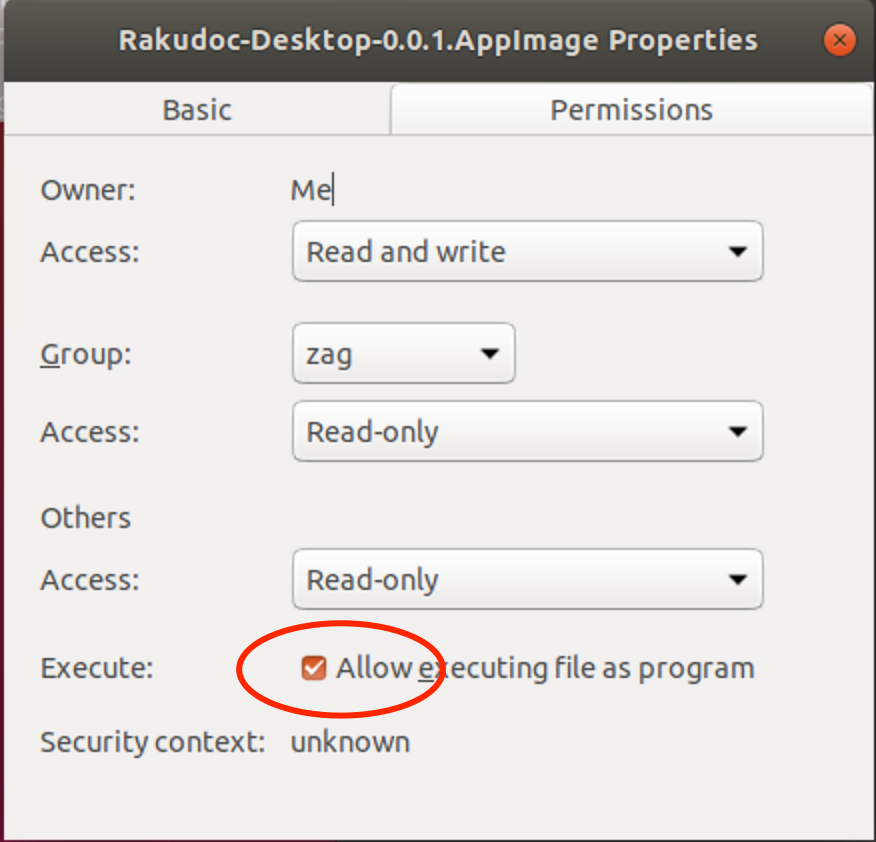 Rakudoc-Desktop-0.0.1.AppImage Properties
Basic Permissions
Owner: Me
Access: Read and write
Group: zag
Access: Read-only
Others
Access: Read-only
Execute: Allow executing file as program
Security context: unknown